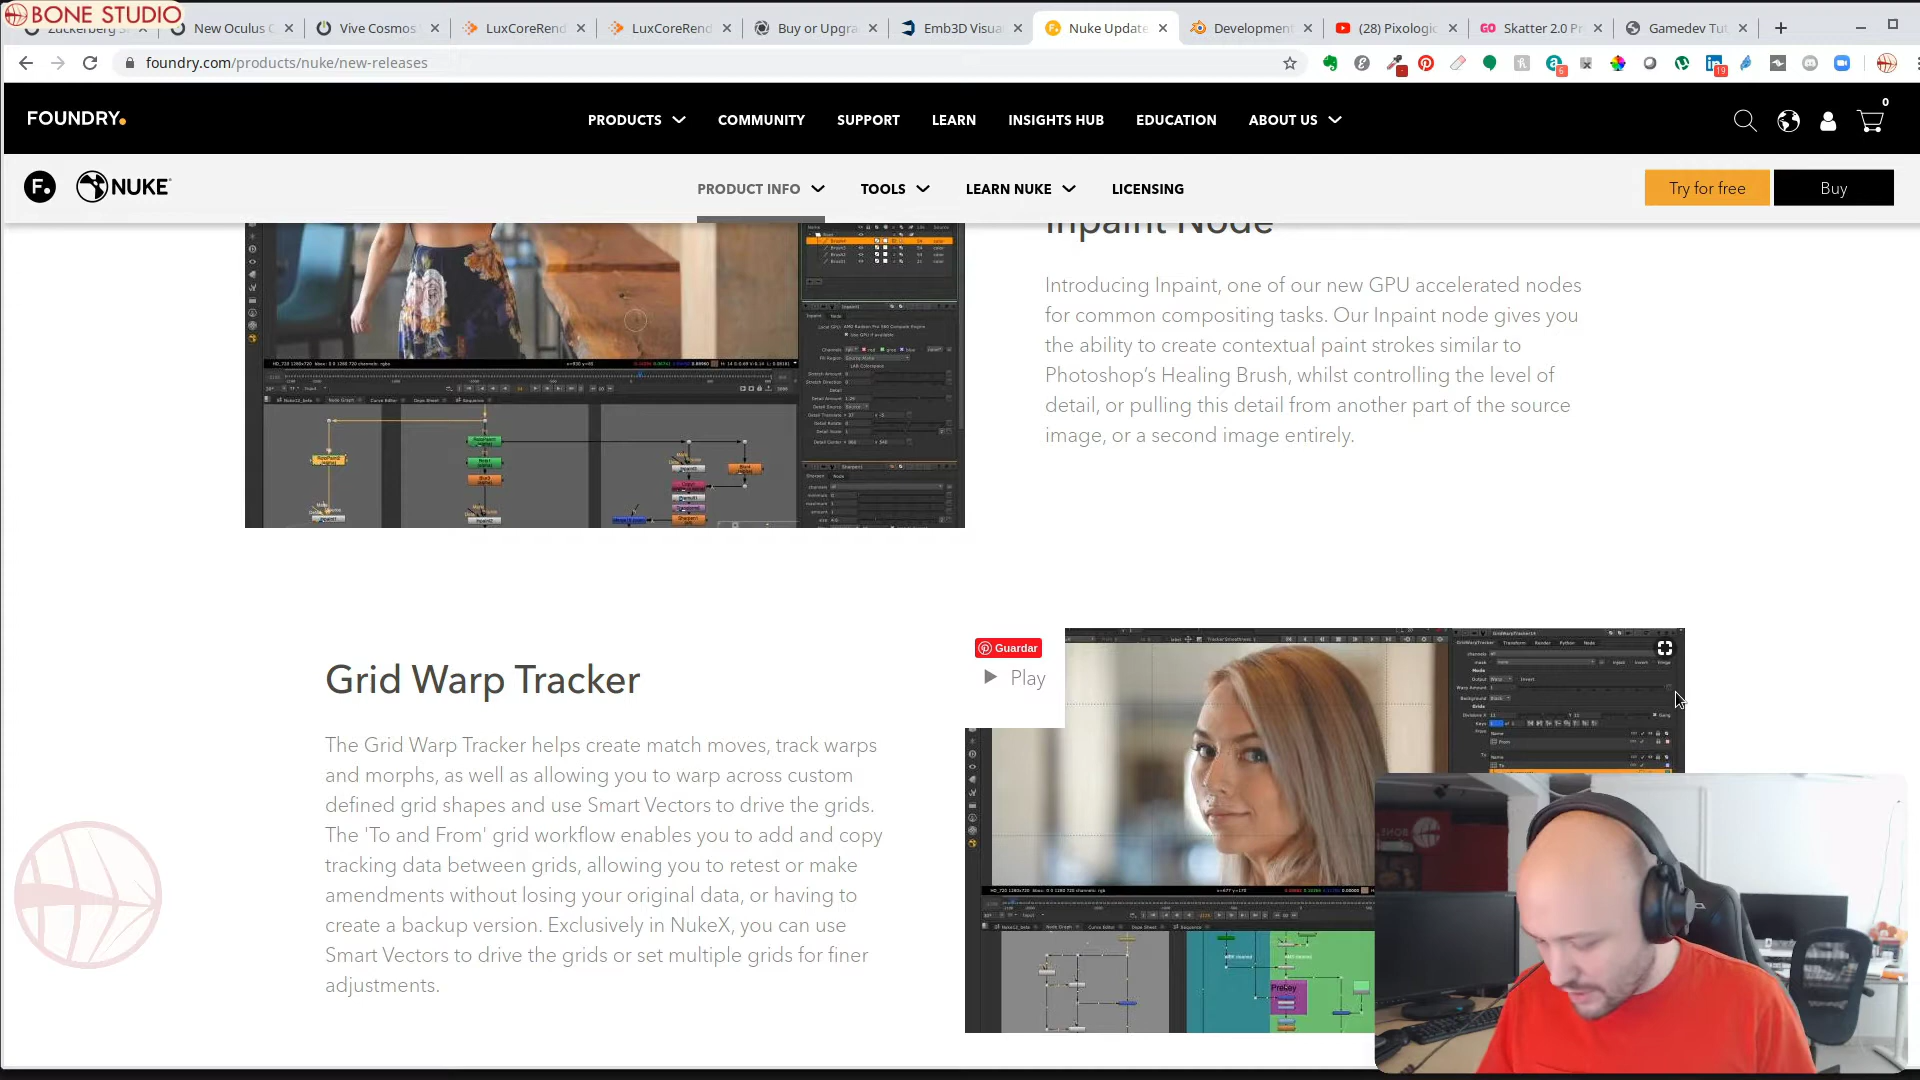 BONE STUDIO
Zuckerberg S
New Oculus C
Vive Cosmos
LuxCoreRend
LuxCoreRend
Buy or Upgra
Emb3D Visua
Nuke Update
Development
(28) Pixologic
Skatter 2.0 Pr
Gamedev Tut
foundry.com/products/nuke/new-releases
FOUNDRY.
PRODUCTS
COMMUNITY
SUPPORT
LEARN
INSIGHTS HUB
EDUCATION
ABOUT US
0
F.
NUKE
PRODUCT INFO
TOOLS
LEARN NUKE
LICENSING
Try for free
Buy
Inpaint Node
Introducing Inpaint, one of our new GPU accelerated nodes
for common compositing tasks. Our Inpaint node gives you
the ability to create contextual paint strokes similar to
Photoshop's Healing Brush, whilst controlling the level of
detail, or pulling this detail from another part of the source
image, or a second image entirely.
Grid Warp Tracker
The Grid Warp Tracker helps create match moves, track warps
and morphs, as well as allowing you to warp across custom
defined grid shapes and use Smart Vectors to drive the grids.
The 'To and From' grid workflow enables you to add and copy
tracking data between grids, allowing you to retest or make
amendments without losing your original data, or having to
create a backup version. Exclusively in NukeX, you can use
Smart Vectors to drive the grids or set multiple grids for finer
adjustments.
Guardar
Play
PreKey